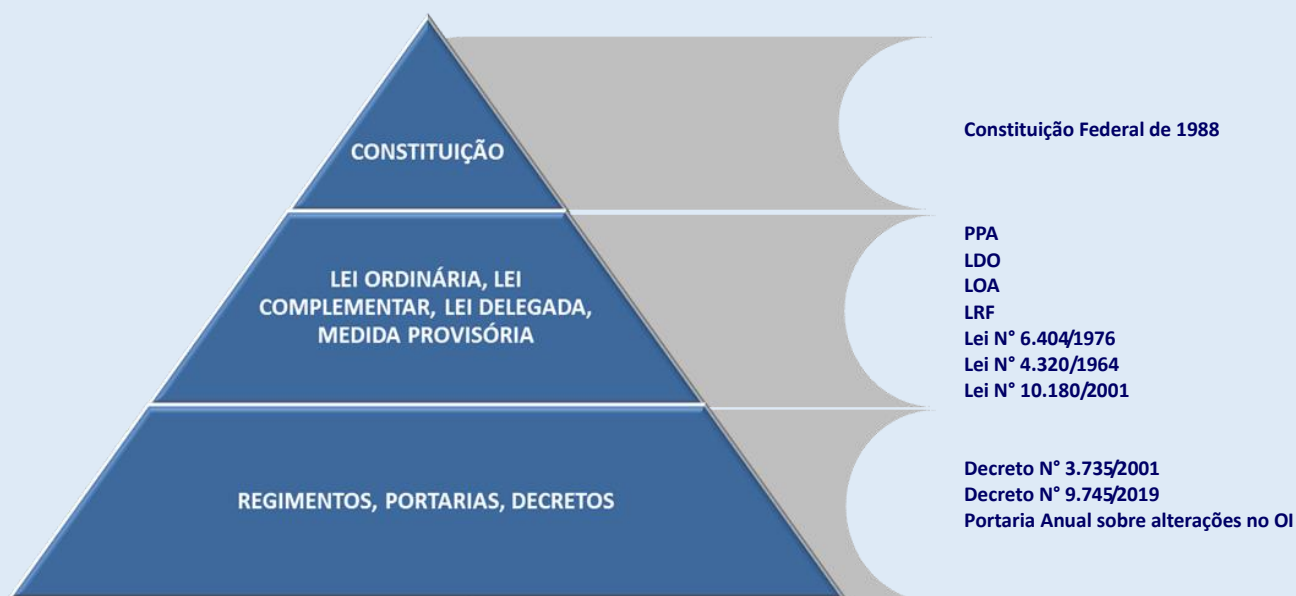 CONSTITUIÇÃO
Constituição Federal de 1988
LEI ORDINÁRIA, LEI
COMPLEMENTAR, LEI DELEGADA,
MEDIDA PROVISÓRIA
PPA
LDO
LOA
LRF
Lei N° 6.404/1976
Lei N° 4.320/1964
Lei N° 10.180/2001
REGIMENTOS, PORTARIAS, DECRETOS
Decreto N° 3.735/2001
Decreto N° 9.745/2019
Portaria Anual sobre alterações no OI